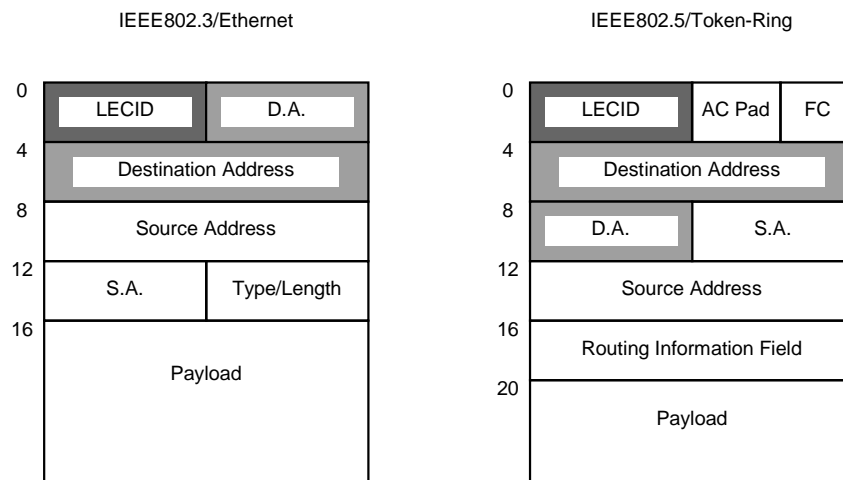 IEEE802.3/Ethernet
0
LECID
D.A.
4
Destination Address
8
Source Address
12
S.A.
Type/Length
16
Payload
IEEE802.5/Token-Ring
0
LECID
AC Pad
FC
4
Destination Address
8
D.A.
S.A.
12
Source Address
16
Routing Information Field
20
Payload